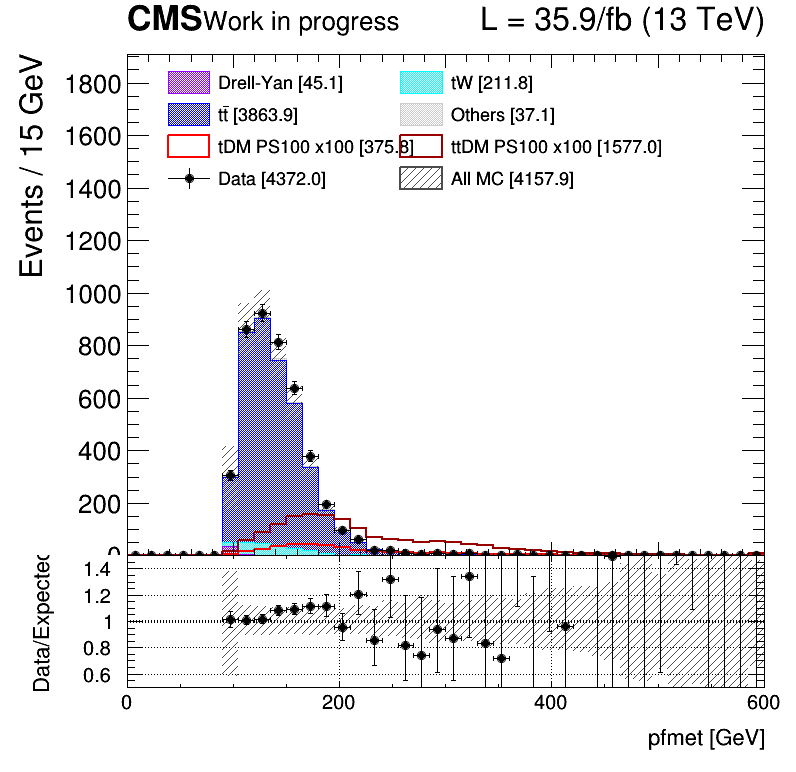 CMS Work in progress L = 35.9/fb (13 TeV)
Events / 15 GeV
1800
1600
1400
1200
1000
800
600
400
200
0
Drell-Yan [45.1] tW [211.8]
tt̄ [3863.9] Others [37.1]
tDM PS100 x100 [375.8] ttDM PS100 x100 [1577.0]
Data [4372.0] All MC [4157.9]
Data/Expected
1.4
1.2
1
0.8
0.6
0 200 400 600
pfmet [GeV]